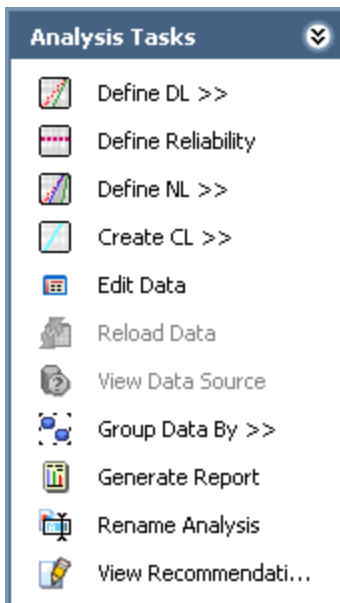 Analysis Tasks
Define DL >>
Define Reliability
Define NL >>
Create CL >>
Edit Data
Reload Data
View Data Source
Group Data By >>
Generate Report
Rename Analysis
View Recommendati...